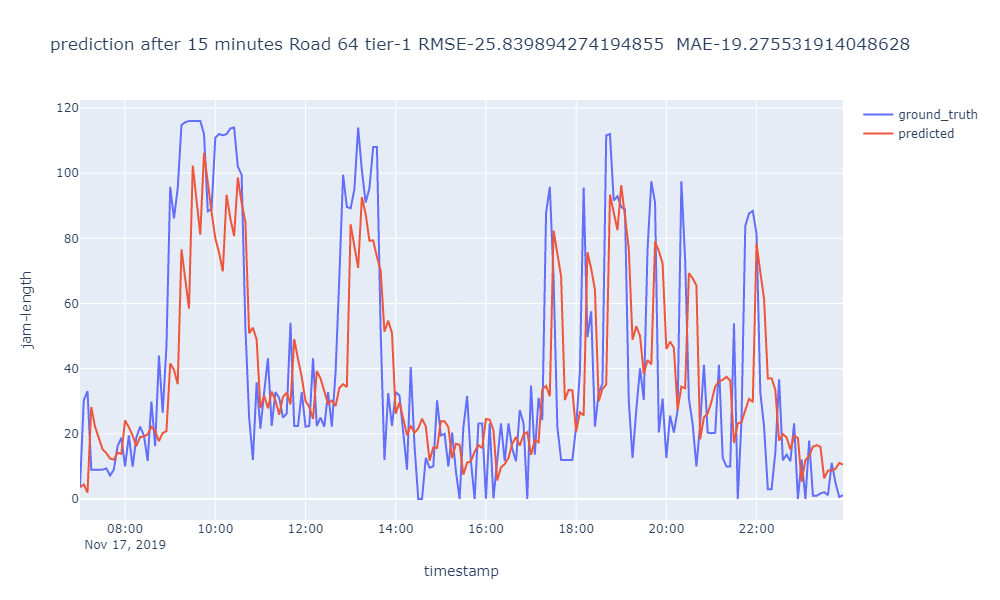 prediction after 15 minutes Road 64 tier-1 RMSE-25.839894274194855  MAE-19.275531914048628
ground_truth
predicted
120
100
80
60
40
20
0
jam-length
08:00 10:00 12:00 14:00 16:00 18:00 20:00 22:00
Nov 17, 2019
timestamp